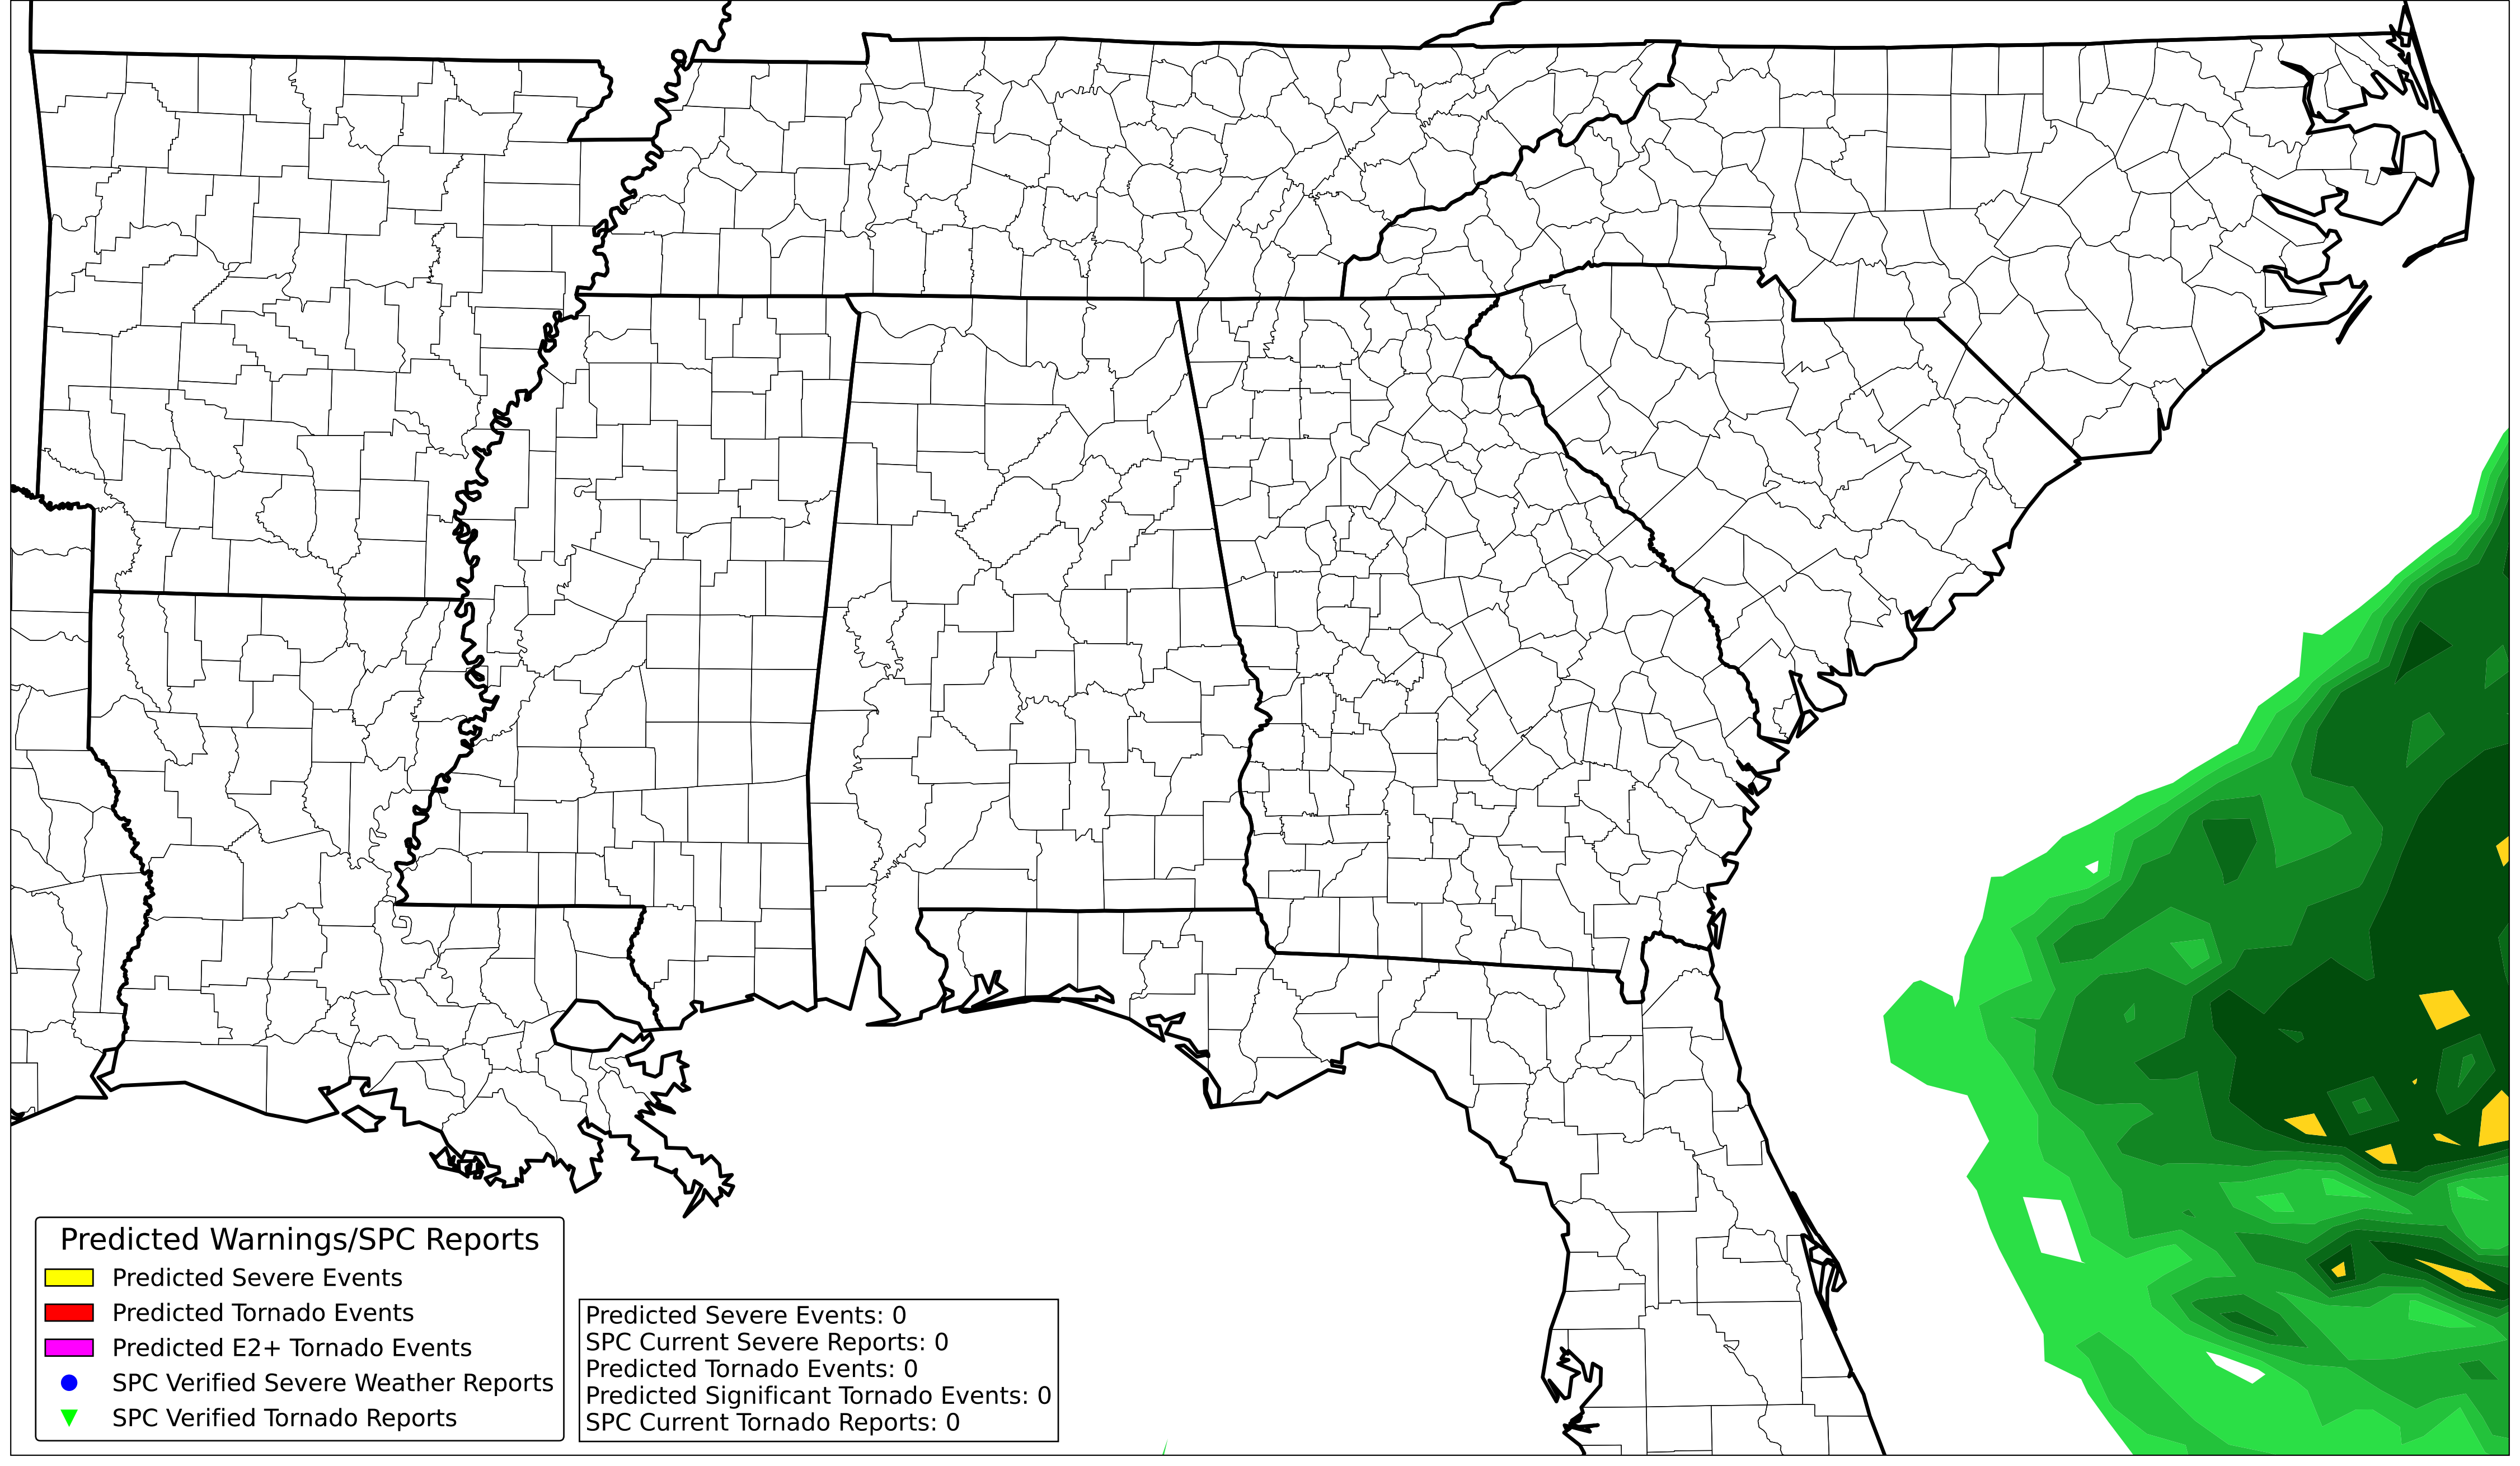 Predicted Warnings/SPC Reports
Predicted Severe Events
Predicted Tornado Events
Predicted E2+ Tornado Events
SPC Verified Severe Weather Reports
SPC Verified Tornado Reports
Predicted Severe Events: 0
SPC Current Severe Reports: 0
Predicted Tornado Events: 0
Predicted Significant Tornado Events: 0
SPC Current Tornado Reports: 0